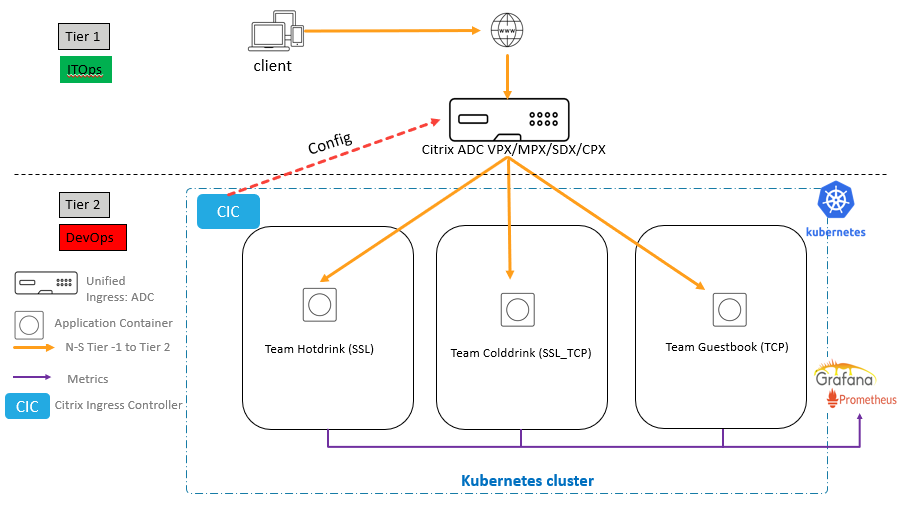 Tier 1
ITOps
client
www
Config
Citrix ADC VPX/MPX/SDX/CPX
Tier 2
DevOps
CIC
kubernetes
Unified
Ingress: ADC
Application Container
N-S Tier -1 to Tier 2
Metrics
CIC
Citrix Ingress Controller
Team Hotdrink (SSL)
Team Colddrink (SSL_TCP)
Team Guestbook (TCP)
Grafana
Prometheus
Kubernetes cluster